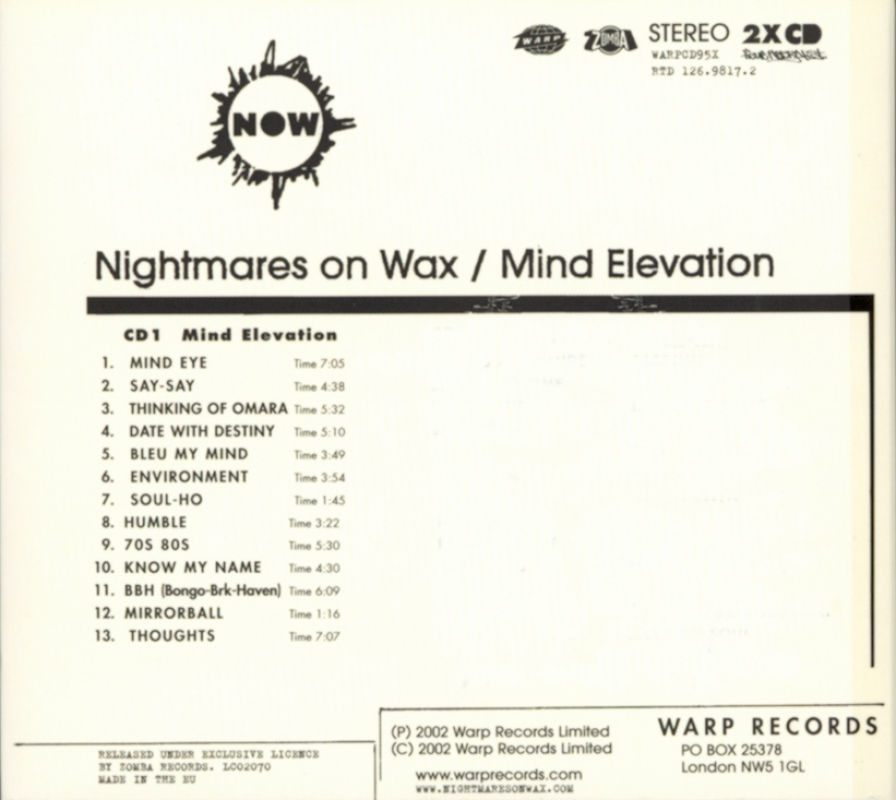 WARP
ZOMBA
STEREO
2XCD
WARPCD95X
RTD 126.9817.2
NOW
Nightmares on Wax / Mind Elevation
CD1 Mind Elevation
1. MIND EYE Time 7:05
2. SAY-SAY Time 4:38
3. THINKING OF OMARA Time 5:32
4. DATE WITH DESTINY Time 5:10
5. BLEU MY MIND Time 3:49
6. ENVIRONMENT Time 3:54
7. SOUL-HO Time 1:45
8. HUMBLE Time 3:22
9. 70S 80S Time 5:30
10. KNOW MY NAME Time 4:30
11. BBH (Bongo-Brk-Haven) Time 6:09
12. MIRRORBALL Time 1:16
13. THOUGHTS Time 7:07
RELEASED UNDER EXCLUSIVE LICENCE
BY ZOMBA RECORDS. LC02070
MADE IN THE EU
(P) 2002 Warp Records Limited
(C) 2002 Warp Records Limited
www.warprecords.com
WWW.NIGHTMARESONWAX.COM
WARP RECORDS
PO BOX 25378
London NW5 1GL